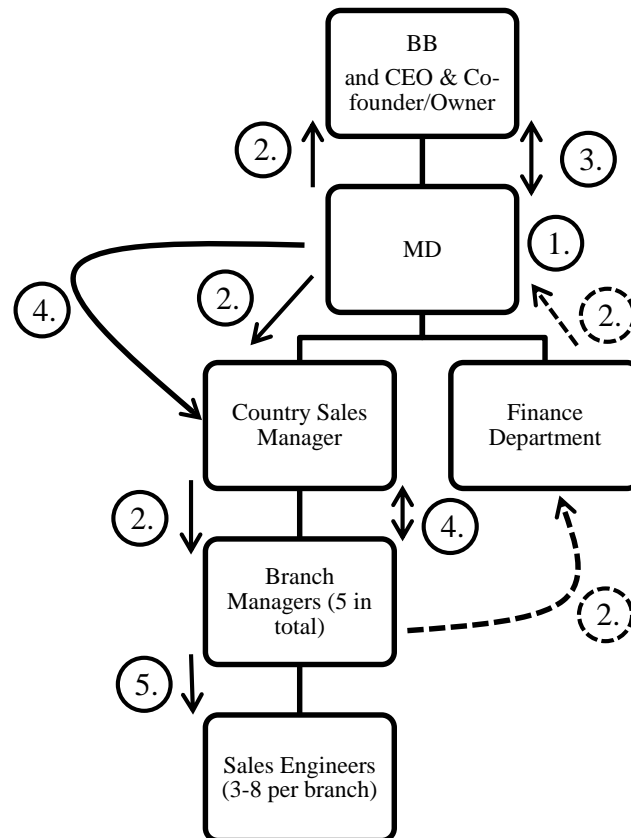 BB
and CEO & Co-
founder/Owner
2.
3.
MD
1.
2.
4.
2.
Country Sales
Manager
Finance
Department
2.
4.
Branch
Managers (5 in
total)
2.
5.
Sales Engineers
(3-8 per branch)